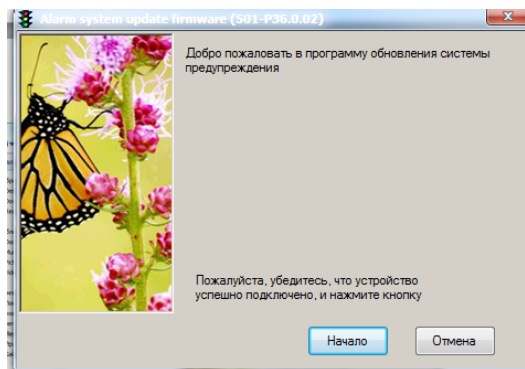 Alarm system update firmware (501-P36.0.02)
Добро пожаловать в программу обновления системы
предупреждения
Пожалуйста, убедитесь, что устройство
успешно подключено, и нажмите кнопку
Начало
Отмена